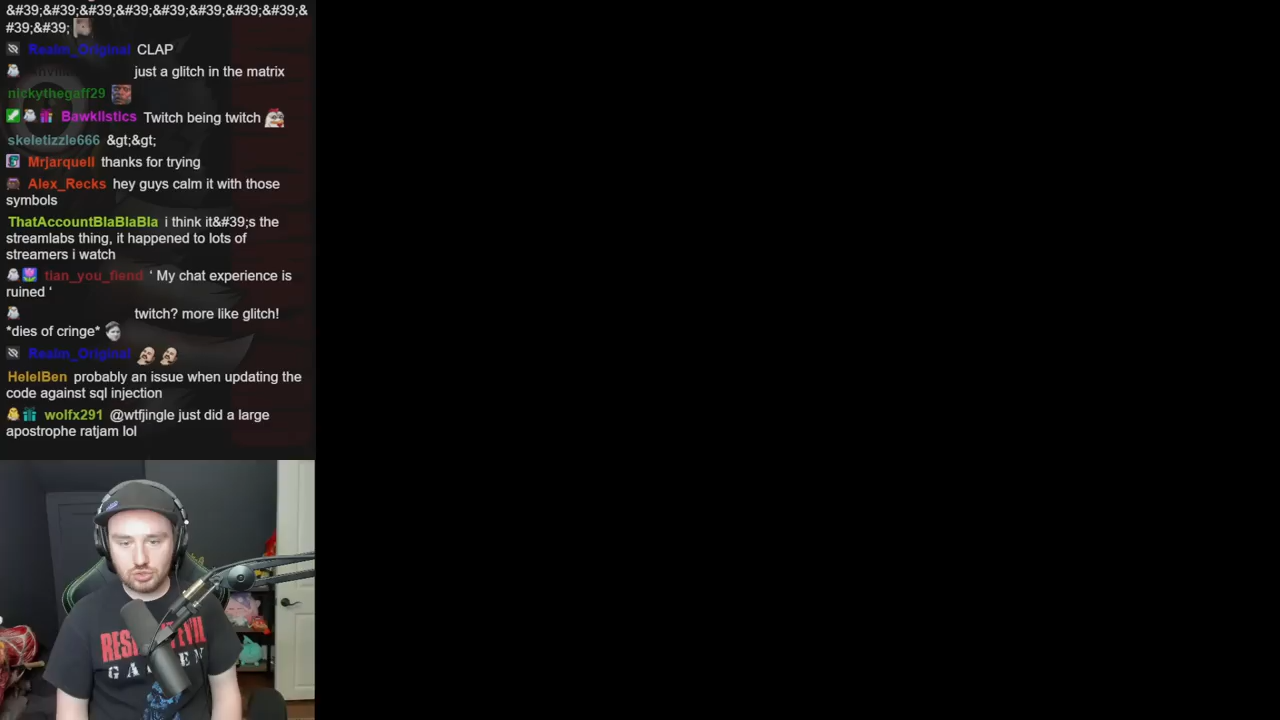 &#39;&#39;&#39;&#39;&#39;&#39;&#39;&#39;&
#39;&#39;
Realm_Original CLAP
just a glitch in the matrix
nickythegaff29
Bawklistics Twitch being twitch
skeletizzle666 &gt;&gt;
Mrjarquell thanks for trying
Alex_Recks hey guys calm it with those
symbols
ThatAccountBlaBlaBla i think it&#39;s the
streamlabs thing, it happened to lots of
streamers i watch
tian_you_fiend ‘ My chat experience is
ruined ‘
twitch? more like glitch!
*dies of cringe*
Realm_Original
HelelBen probably an issue when updating the
code against sql injection
wolfx291 @wtfjingle just did a large
apostrophe ratjam lol
RESIDENT EVIL